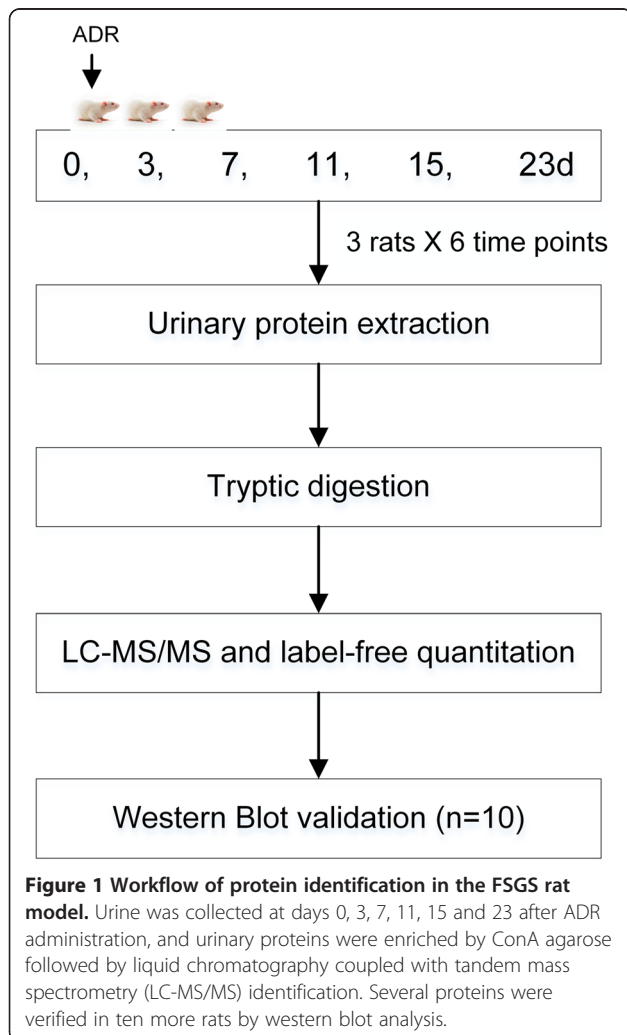 ADR
0, 3, 7, 11, 15, 23d
3 rats X 6 time points
Urinary protein extraction
Tryptic digestion
LC-MS/MS and label-free quantitation
Western Blot validation (n=10)
Figure 1 Workflow of protein identification in the FSGS rat
model. Urine was collected at days 0, 3, 7, 11, 15 and 23 after ADR
administration, and urinary proteins were enriched by ConA agarose
followed by liquid chromatography coupled with tandem mass
spectrometry (LC-MS/MS) identification. Several proteins were
verified in ten more rats by western blot analysis.